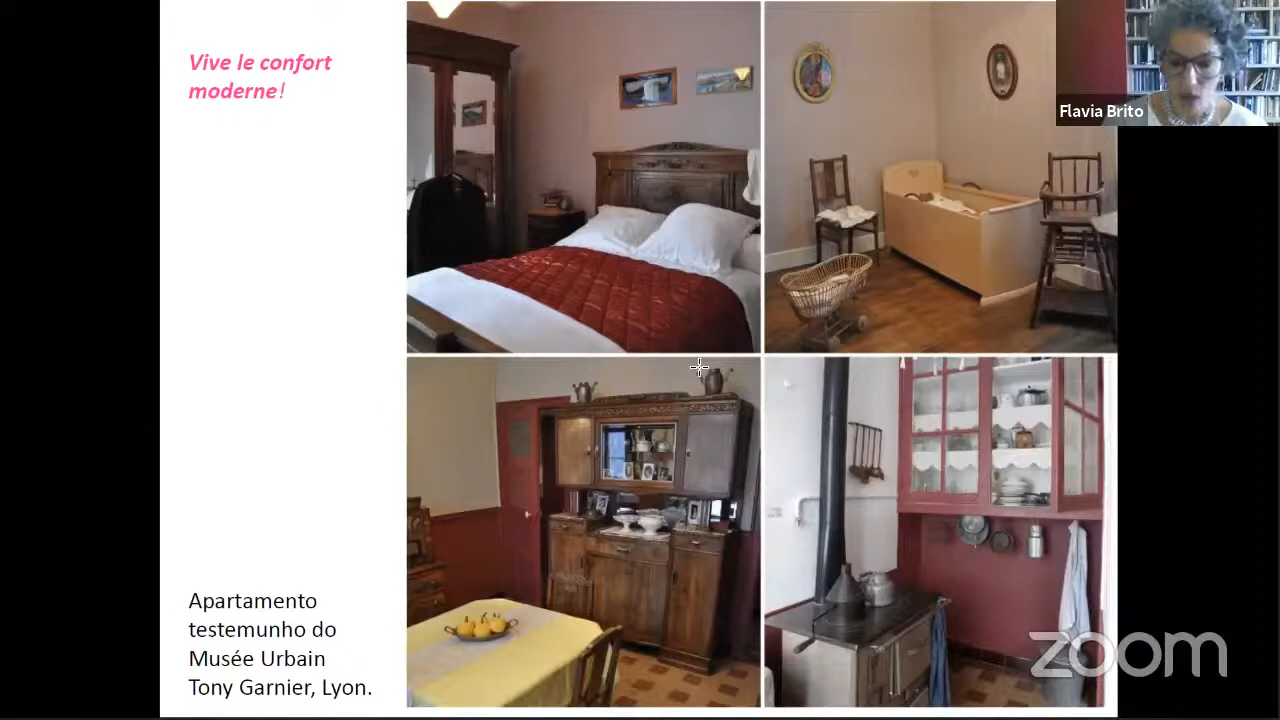 Vive le confort
moderne!
Flavia Brito
Apartamento
testemunho do
Musée Urbain
Tony Garnier, Lyon.
zoom